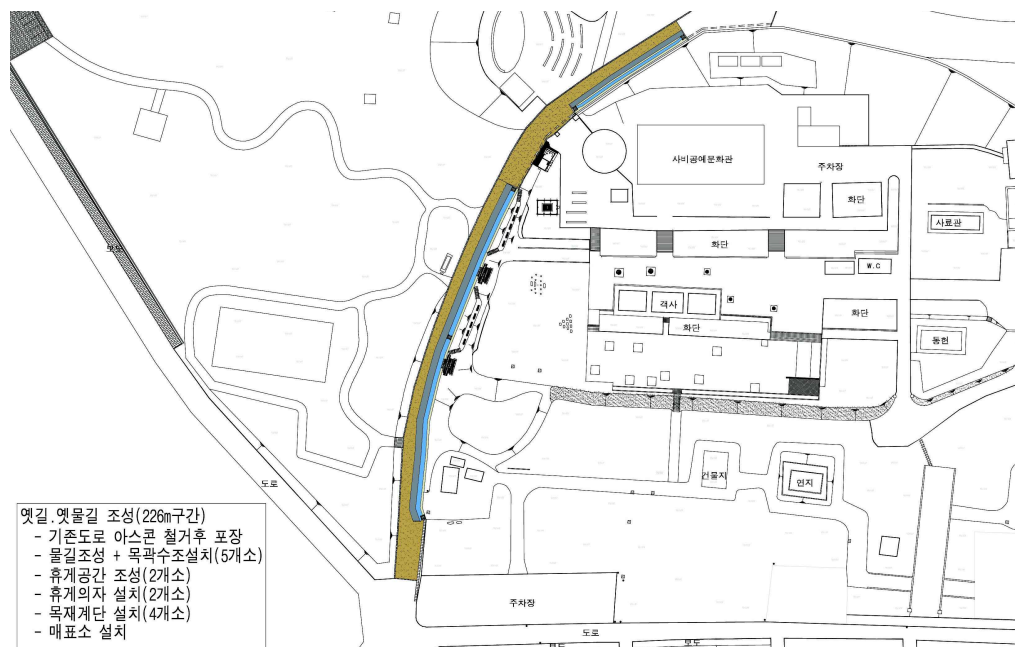 사비공예문화관
주차장
화단
사료관
보도
화단
W.C
객사
화단
화단
동헌
건물지
연지
도로
옛길.옛물길 조성(226m구간)
- 기존도로 아스콘 철거후 포장
- 물길조성 + 목곽수조설치(5개소)
- 휴게공간 조성(2개소)
- 휴게의자 설치(2개소)
- 목재계단 설치(4개소)
- 매표소 설치
주차장
도로
보도